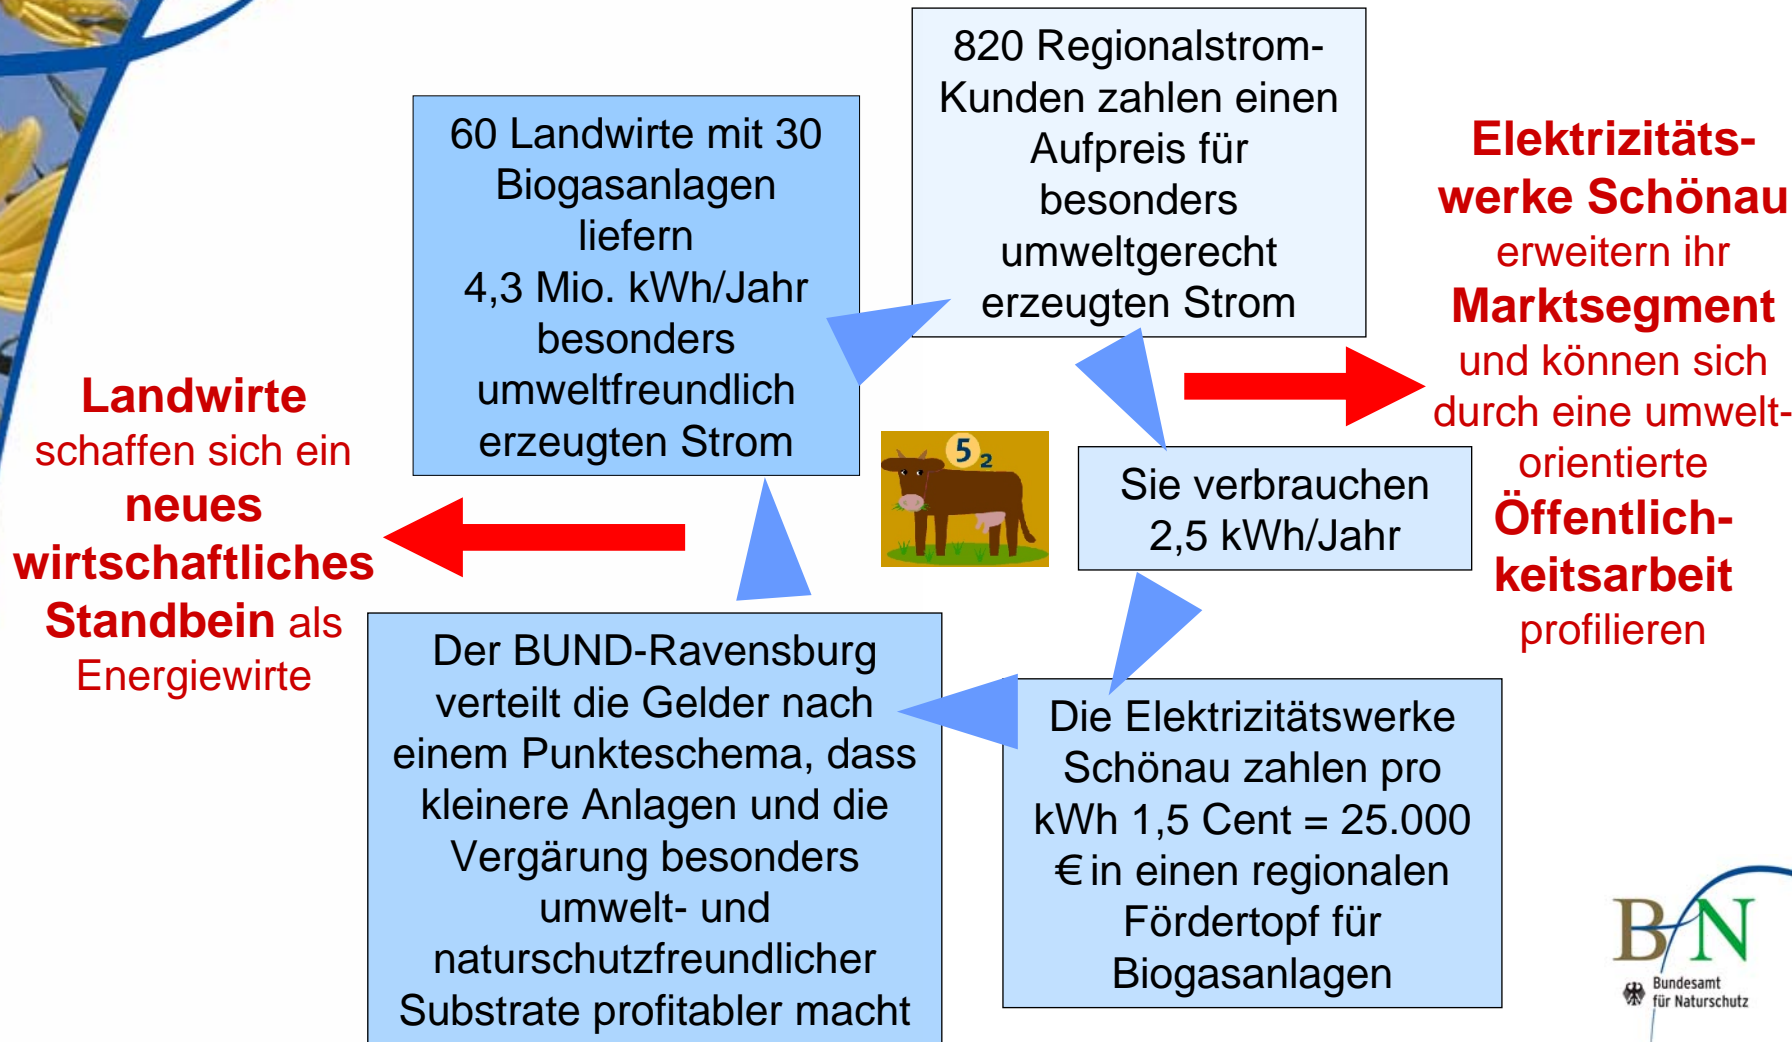 820 Regionalstrom-
Kunden zahlen einen
Aufpreis für
besonders
umweltgerecht
erzeugten Strom
60 Landwirte mit 30
Biogasanlagen
liefern
4,3 Mio. kWh/Jahr
besonders
umweltfreundlich
erzeugten Strom
Elektrizitäts-
werke Schönau
erweitern ihr
Marktsegment
und können sich
durch eine umwelt-
orientierte
Öffentlich-
keitsarbeit
profilieren
Landwirte
schaffen sich ein
neues
wirtschaftliches
Standbein als
Energiewirte
5 2
Sie verbrauchen
2,5 kWh/Jahr
Der BUND-Ravensburg
verteilt die Gelder nach
einem Punkteschema, dass
kleinere Anlagen und die
Vergärung besonders
umwelt- und
naturschutzfreundlicher
Substrate profitabler macht
Die Elektrizitätswerke
Schönau zahlen pro
kWh 1,5 Cent = 25.000
€ in einen regionalen
Fördertopf für
Biogasanlagen
BfN
Bundesamt
für Naturschutz